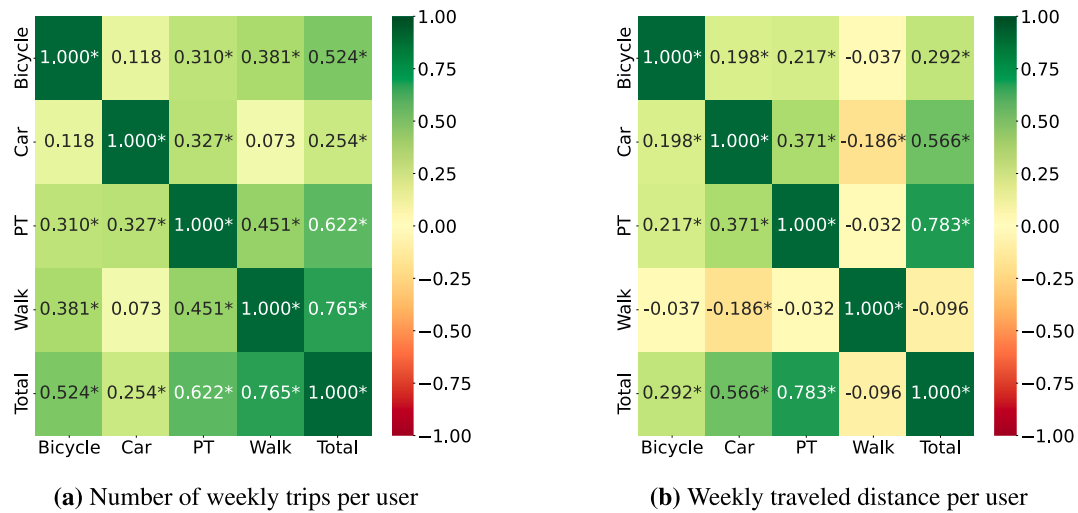 Bicycle 1.000* 0.118 0.310* 0.381* 0.524*
Car 0.118 1.000* 0.327* 0.073 0.254*
PT 0.310* 0.327* 1.000* 0.451* 0.622*
Walk 0.381* 0.073 0.451* 1.000* 0.765*
Total 0.524* 0.254* 0.622* 0.765* 1.000*
Bicycle Car PT Walk Total
1.00
0.75
0.50
0.25
0.00
−0.25
−0.50
−0.75
−1.00
(a) Number of weekly trips per user
Bicycle 1.000* 0.198* 0.217* -0.037 0.292*
Car 0.198* 1.000* 0.371* -0.186* 0.566*
PT 0.217* 0.371* 1.000* -0.032 0.783*
Walk -0.037 -0.186* -0.032 1.000* -0.096
Total 0.292* 0.566* 0.783* -0.096 1.000*
Bicycle Car PT Walk Total
1.00
0.75
0.50
0.25
0.00
−0.25
−0.50
−0.75
−1.00
(b) Weekly traveled distance per user